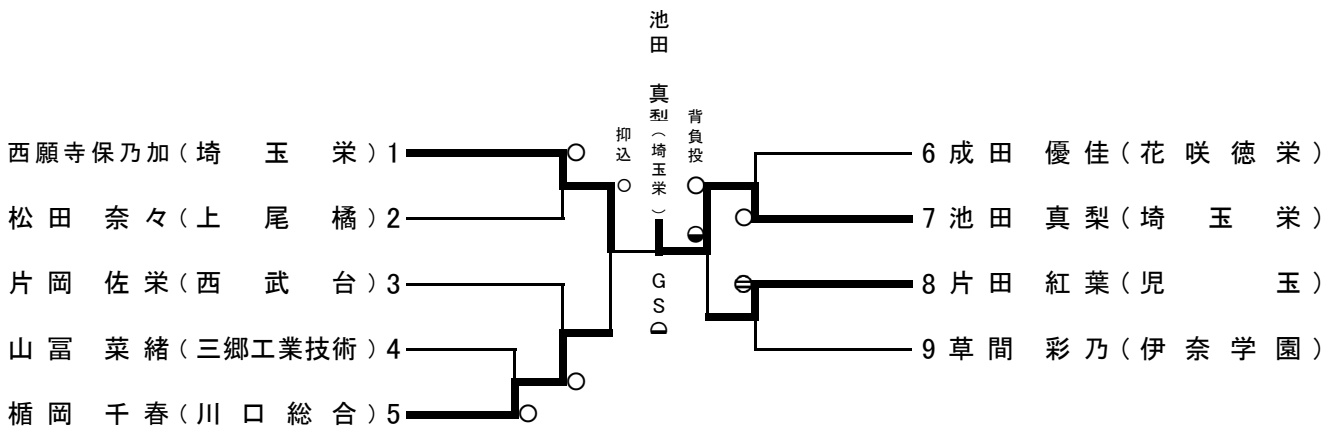 池田 真梨（埼玉栄）
抑込
背負投
西願寺保乃加（埼玉栄）1
松田奈々（上尾橘）2
片岡佐栄（西武台）3
山冨菜緒（三郷工業技術）4
楯岡千春（川口総合）5
6 成田優佳（花咲徳栄）
7 池田真梨（埼玉栄）
8 片田紅葉（児玉）
9 草間彩乃（伊奈学園）
GS